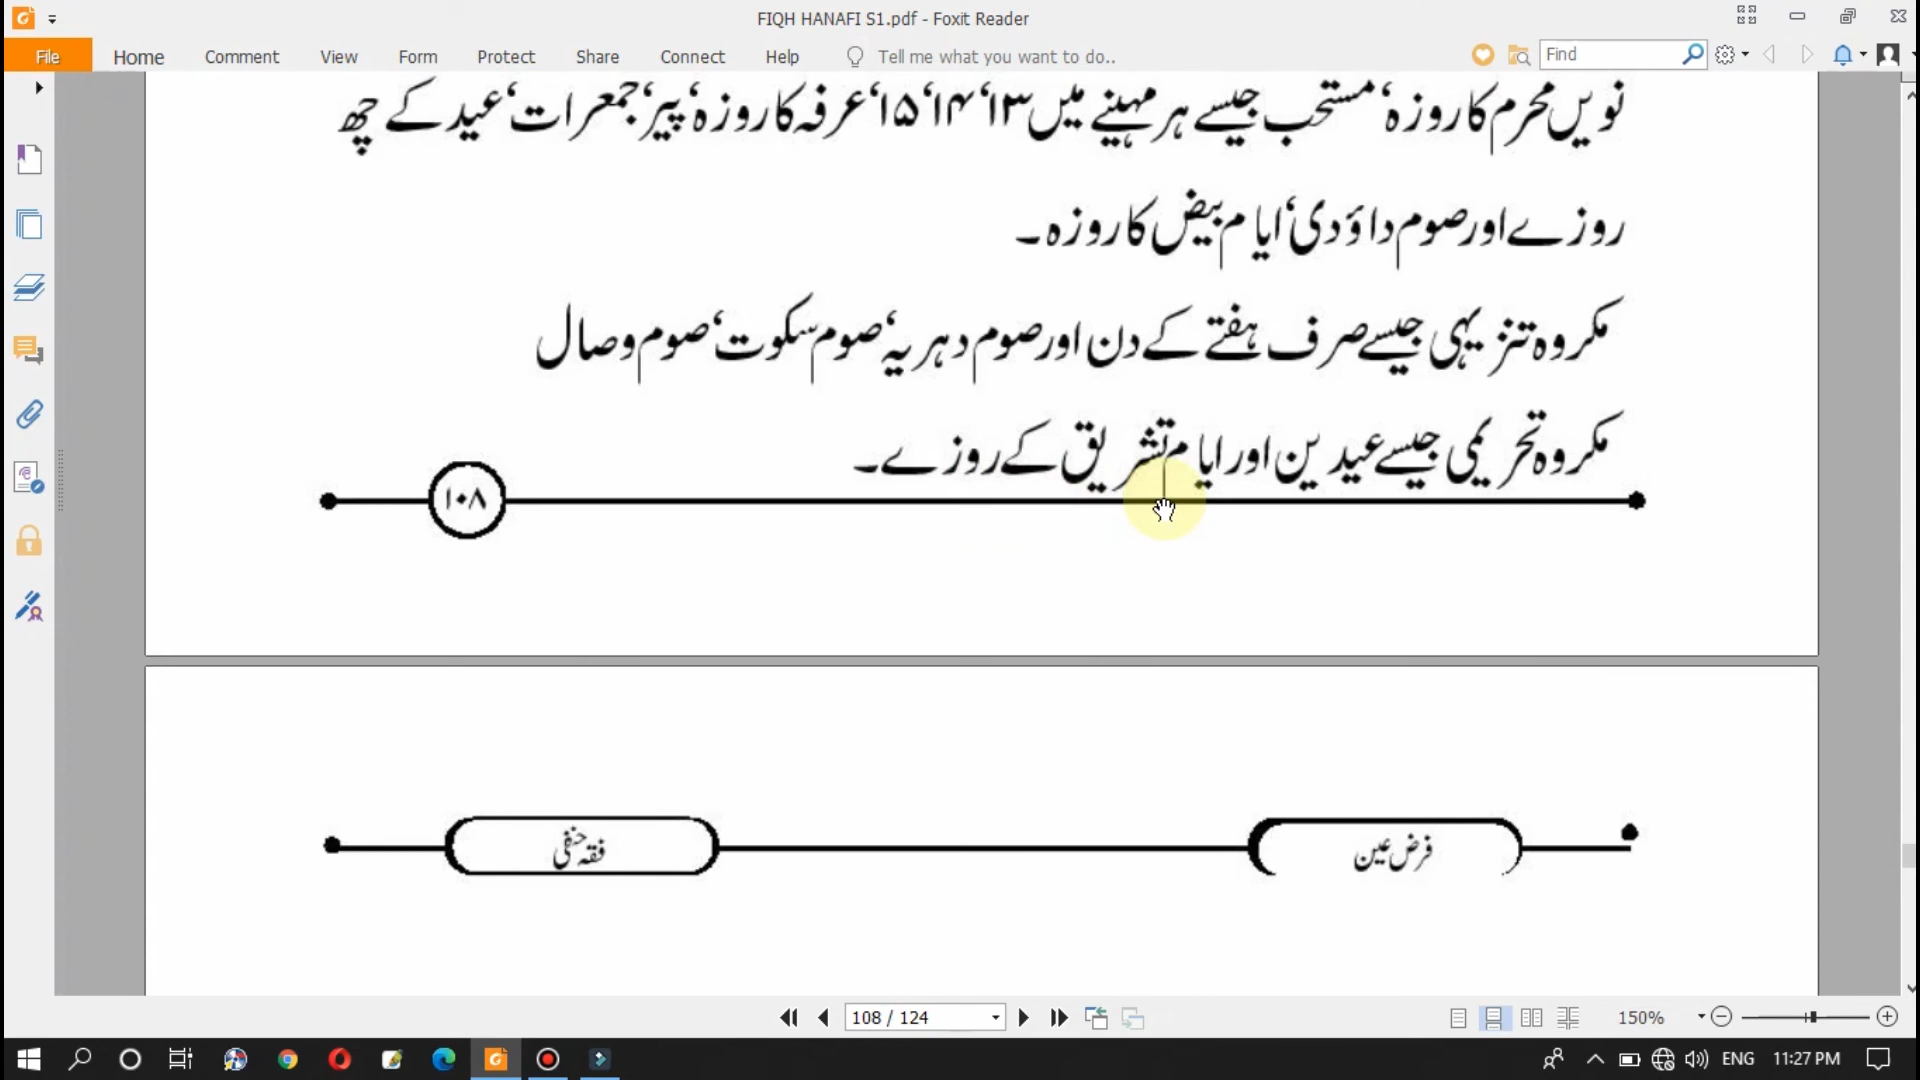 FIQH HANAFI S1.pdf - Foxit Reader
File Home Comment View Form Protect Share Connect Help Tell me what you want to do.. Find
نویں محرم کا روزہ، مستحب جیسے ہر مہینے میں ۱۳، ۱۴، ۱۵، عرفہ کا روزہ، پیر، جمعرات، عید کے چھ
روزے اور صوم داؤدی، ایام بیض کا روزہ۔
مکروہ تنزیہی جیسے صرف ہفتے کے دن اور صوم دہریہ، صوم سکوت، صوم وصال
مکروہ تحریمی جیسے عیدین اور ایام تشریق کے روزے۔
۱۰۸
فرض عین
فقہ حنفی
108 / 124
150%
ENG 11:27 PM